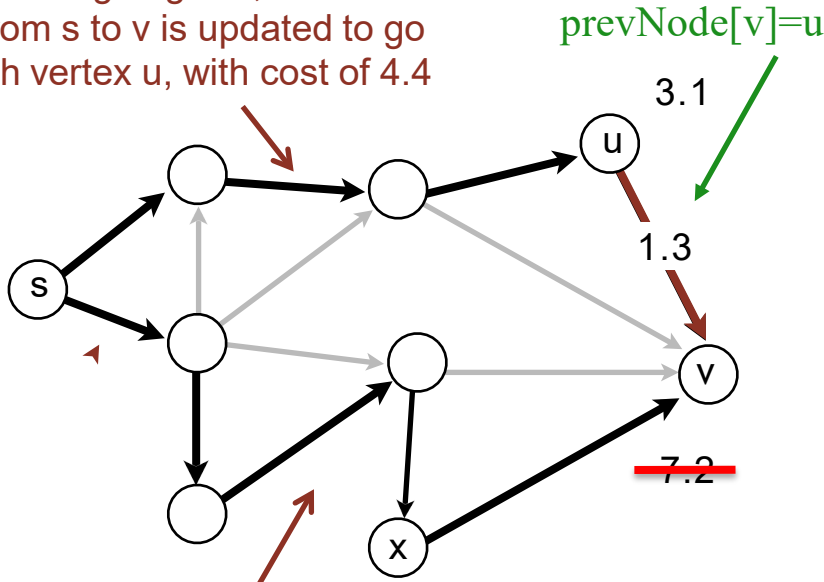 om s to v is updated to go
h vertex u, with cost of 4.4
prevNode[v]=u
3.1
u
1.3
s
v
7.2
x